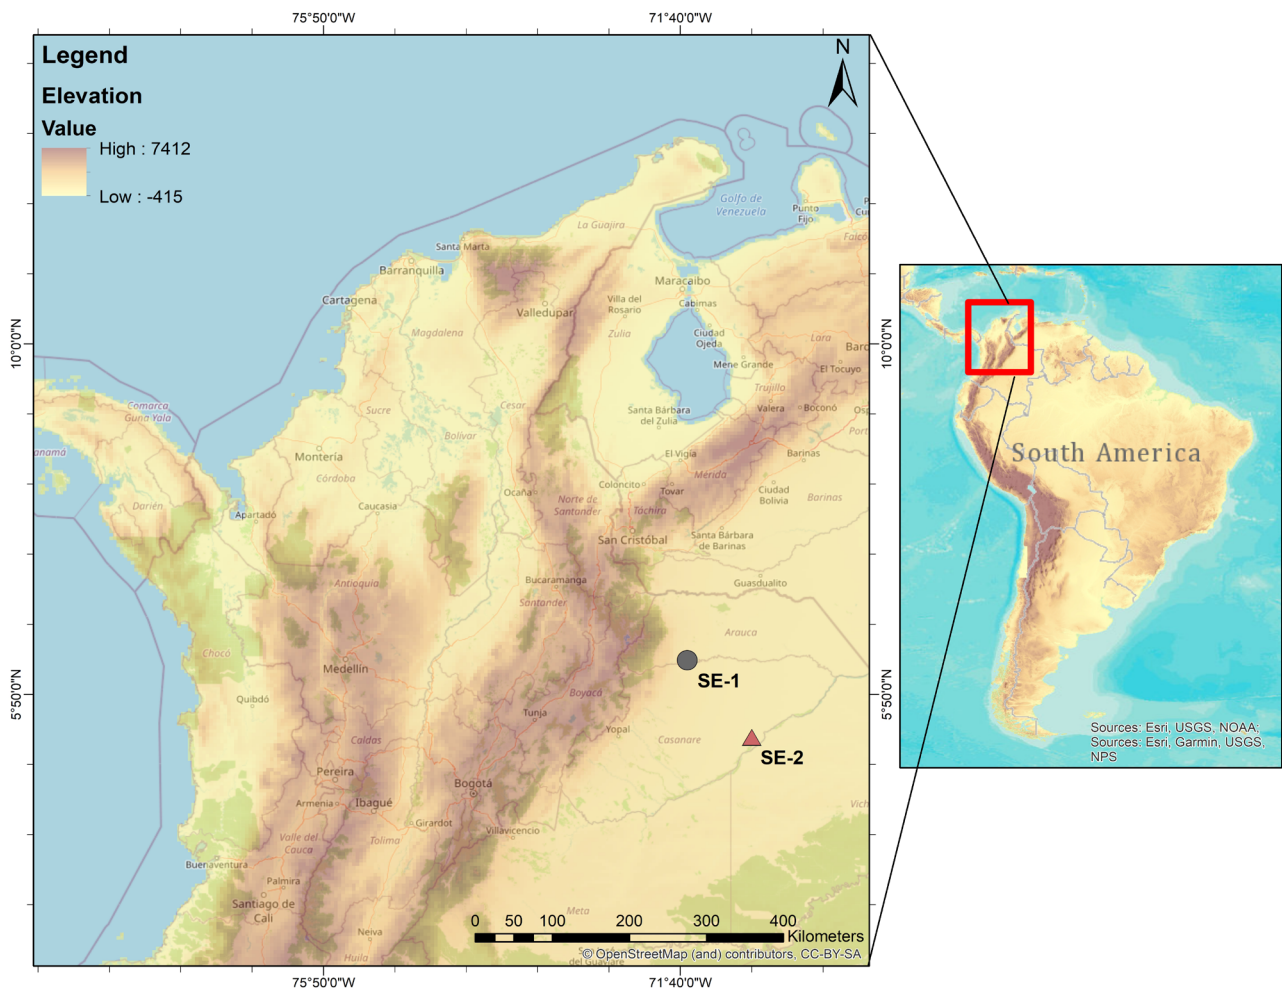 75°50'0"W
71°40'0"W
Legend
Elevation
Value
High : 7412
Low : -415
N
10°0'0"N
5°50'0"N
Golfo de
Venezuela
Punto
Fijo
La Guajira
Santa Marta
Barranquilla
Cartagena
Maracaibo
Cabimas
Villa del
Rosario
Valledupar
Zulia
Magdalena
Ciudad
Ojeda
Lara
Mene Grande
El Tocuyo
Trujillo
Valera
Boconó
Comarca
Guna Yala
Sucre
Cesar
Santa Bárbara
del Zulia
Bolívar
Montería
El Vigía
Barinas
Córdoba
Mérida
Coloncito
Tovar
Ocaña
Ciudad
Bolivia
Barinas
Darién
Caucasia
Norte de
Santander
Táchira
Apartadó
San Cristóbal
Santa Bárbara
de Barinas
Bucaramanga
Guasdualito
Antioquia
Santander
Arauca
Chocó
Medellín
SE-1
Boyacá
Quibdó
Tunja
Yopal
Casanare
Caldas
SE-2
Pereira
Bogotá
Armenia
Ibagué
Girardot
Villavicencio
Valle del
Cauca
Tolima
Buenaventura
Palmira
Santiago de
Cali
Meta
Neiva
Huila
0 50 100 200 300 400
Kilometers
© OpenStreetMap (and) contributors, CC-BY-SA
75°50'0"W
71°40'0"W
South America
Sources: Esri, USGS, NOAA;
Sources: Esri, Garmin, USGS,
NPS